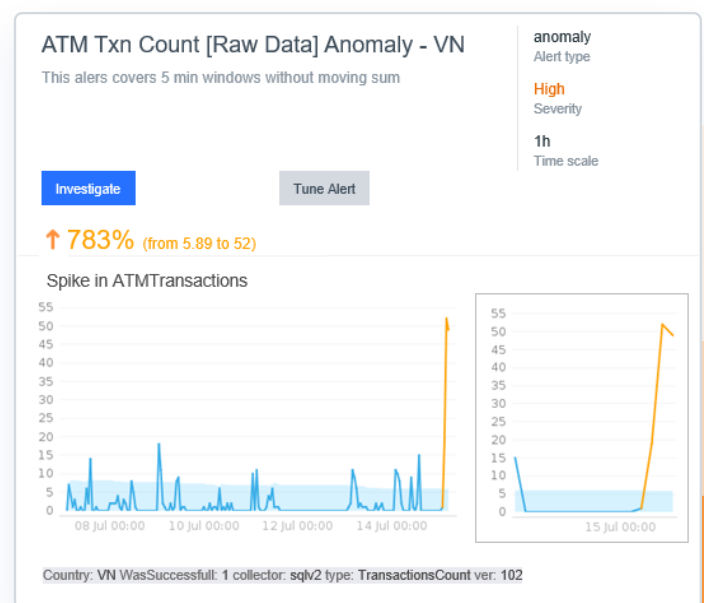 ATM Txn Count [Raw Data] Anomaly - VN
This alers covers 5 min windows without moving sum
anomaly
Alert type
High
Severity
1h
Time scale
Investigate
Tune Alert
783% (from 5.89 to 52)
Spike in ATMTransactions
55
50
45
40
35
30
25
20
15
10
5
0
08 Jul 00:00 10 Jul 00:00 12 Jul 00:00 14 Jul 00:00
55
50
45
40
35
30
25
20
15
10
5
0
15 Jul 00:00
Country: VN WasSuccessfull: 1 collector: sqlv2 type: TransactionsCount ver: 102